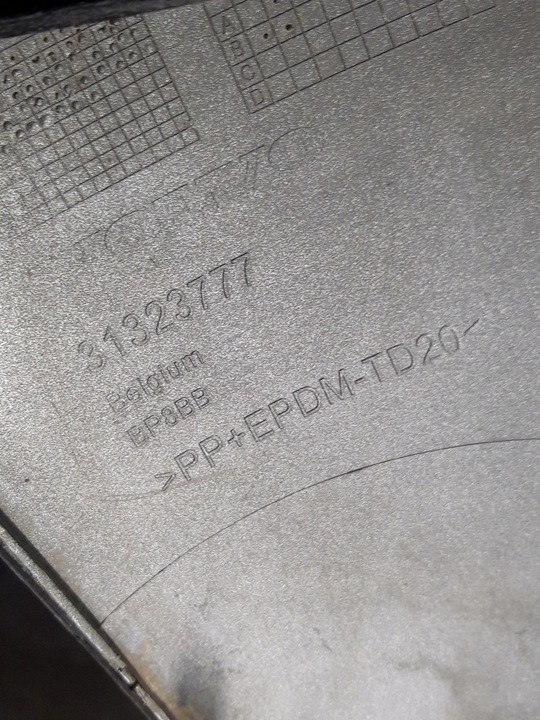 A
B
C
D
31323777
Belgium
BP8BB
>PP+EPDM-TD20<